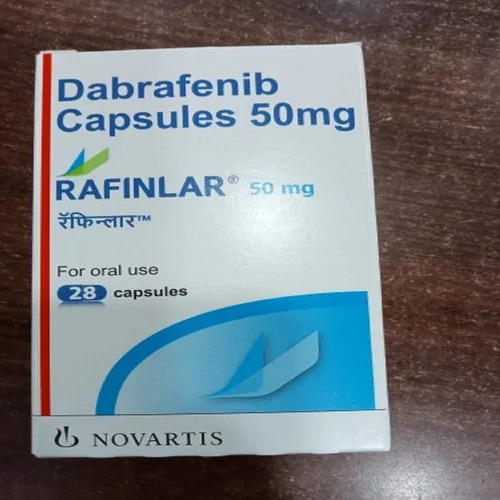 Dabrafenib
Capsules 50mg
RAFINLAR® 50 mg
रॅफिन्लार™
For oral use
28 capsules
NOVARTIS